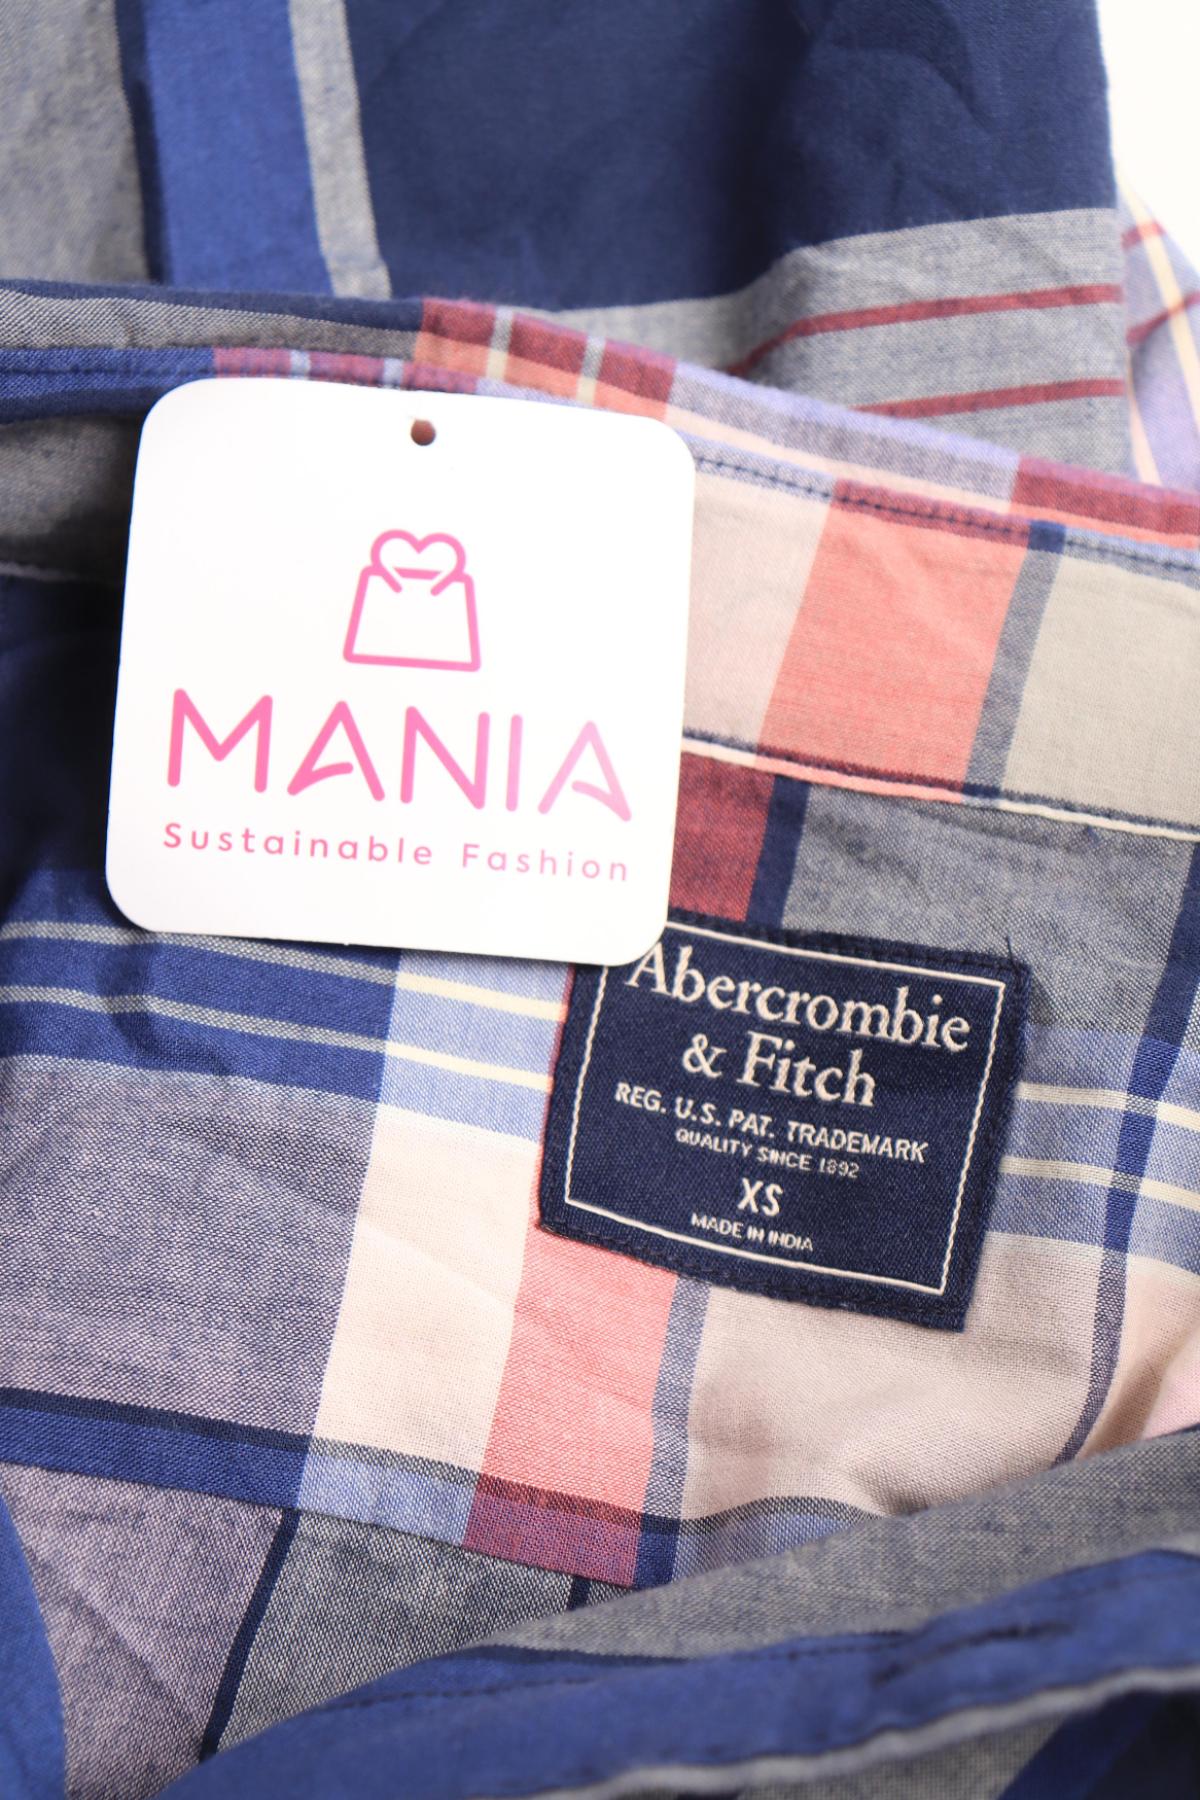 MANIA
Sustainable Fashion
Abercrombie
& Fitch
REG. U.S. PAT. TRADEMARK
QUALITY SINCE 1892
XS
MADE IN INDIA